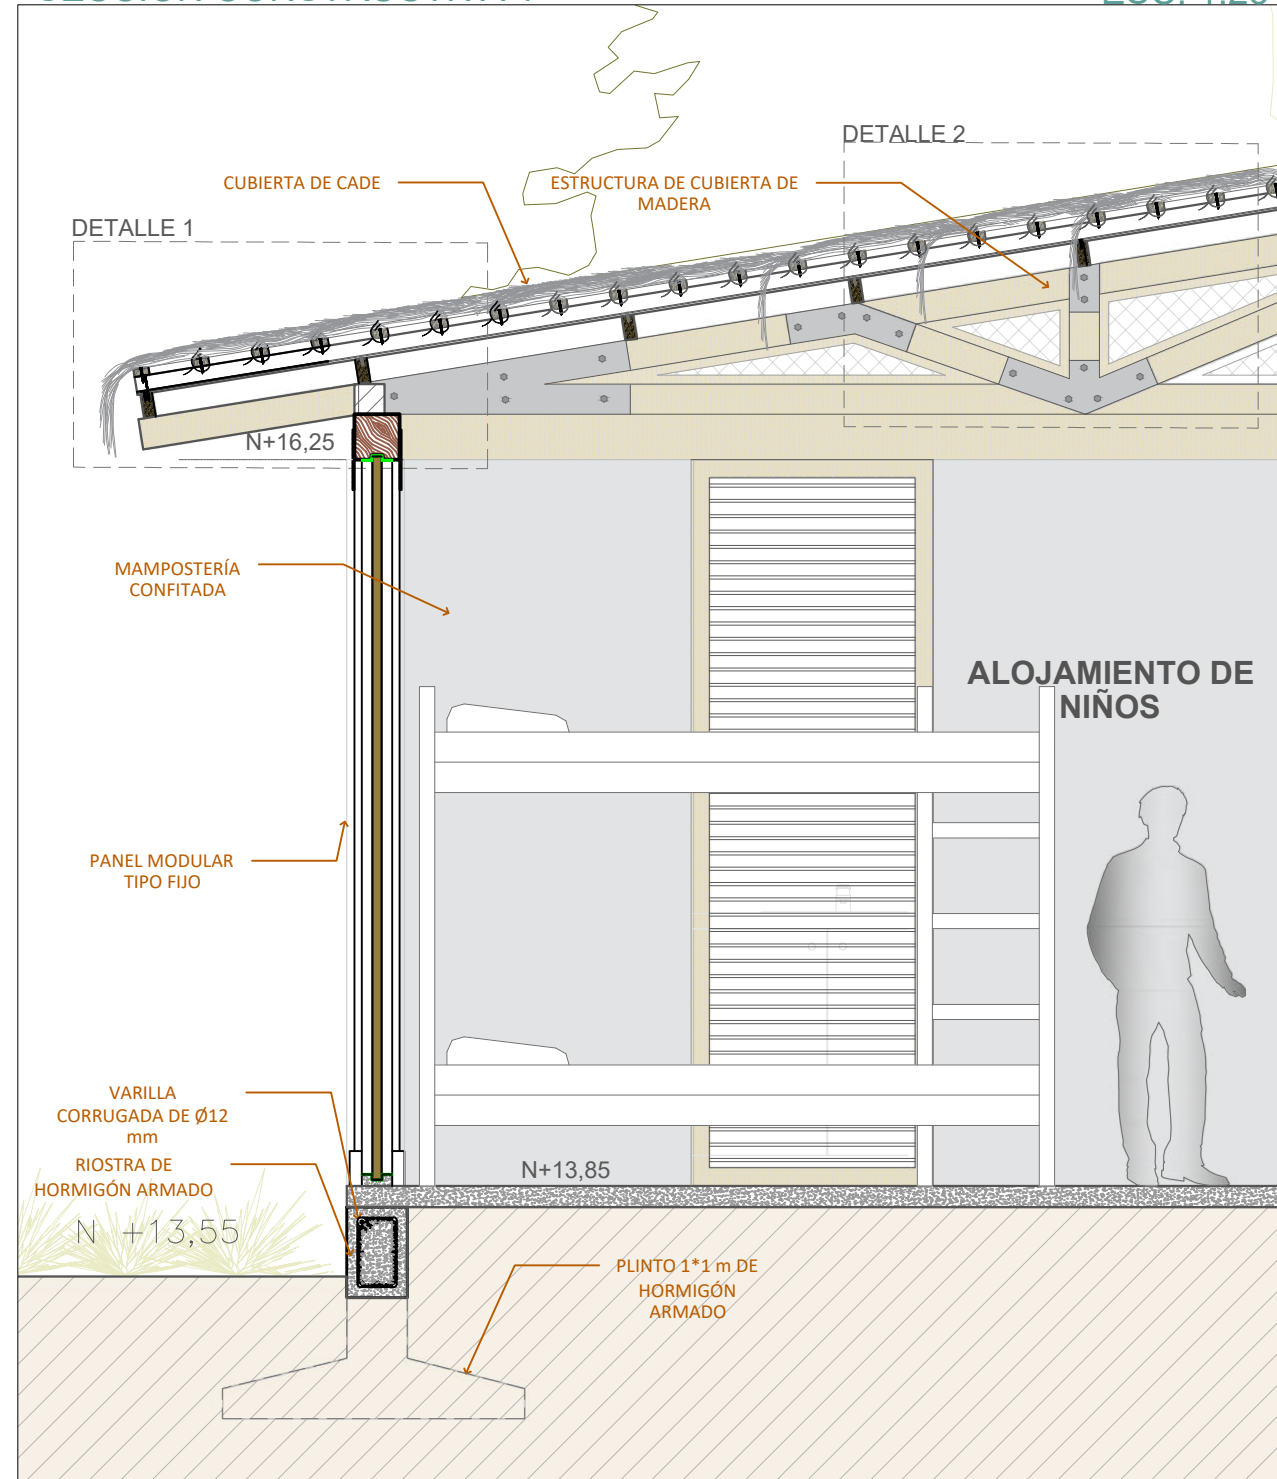 DETALLE 2
CUBIERTA DE CADE
ESTRUCTURA DE CUBIERTA DE
MADERA
DETALLE 1
N+16,25
MAMPOSTERÍA
CONFITADA
ALOJAMIENTO DE
NIÑOS
PANEL MODULAR
TIPO FIJO
VARILLA
CORRUGADA DE Ø12
mm
RIOSTRA DE
HORMIGÓN ARMADO
N+13,85
N +13,55
PLINTO 1*1 m DE
HORMIGÓN
ARMADO